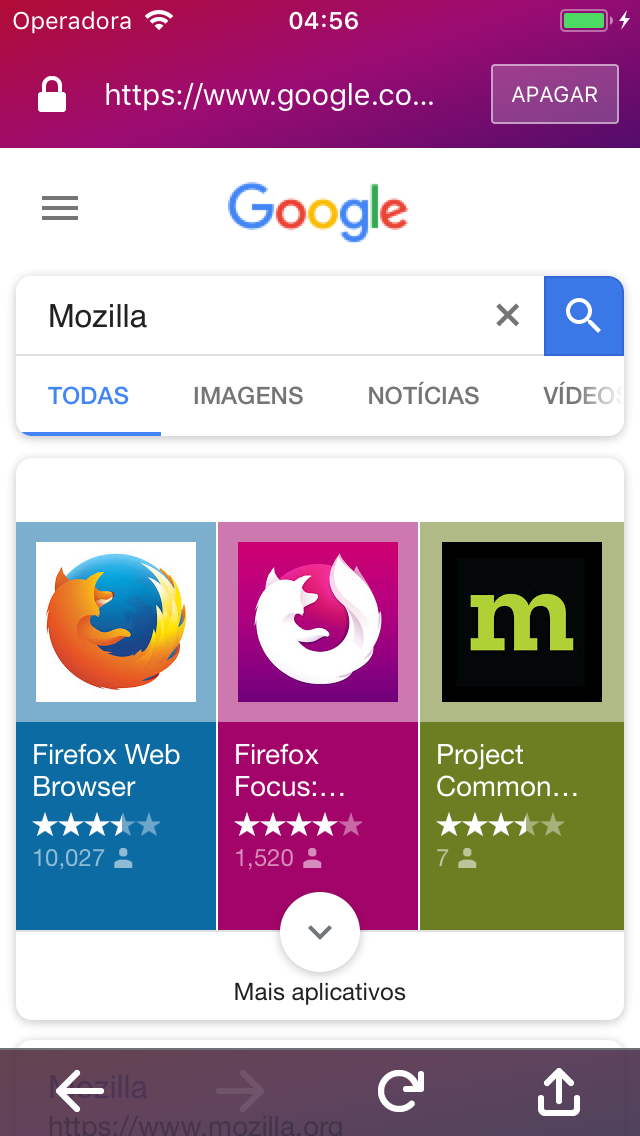 Operadora 04:56
https://www.google.co... APAGAR
Google
Mozilla
TODAS IMAGENS NOTÍCIAS VÍDEOS
m
Firefox Web
Browser
10,027
Firefox
Focus:...
1,520
Project
Common...
7
Mais aplicativos
Mozilla
https://www.mozilla.org